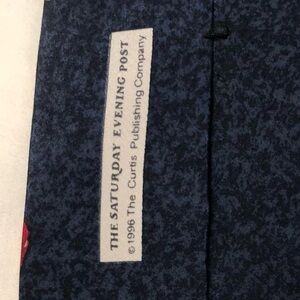 THE SATURDAY EVENING POST
© 1996 The Curtis Publishing Company